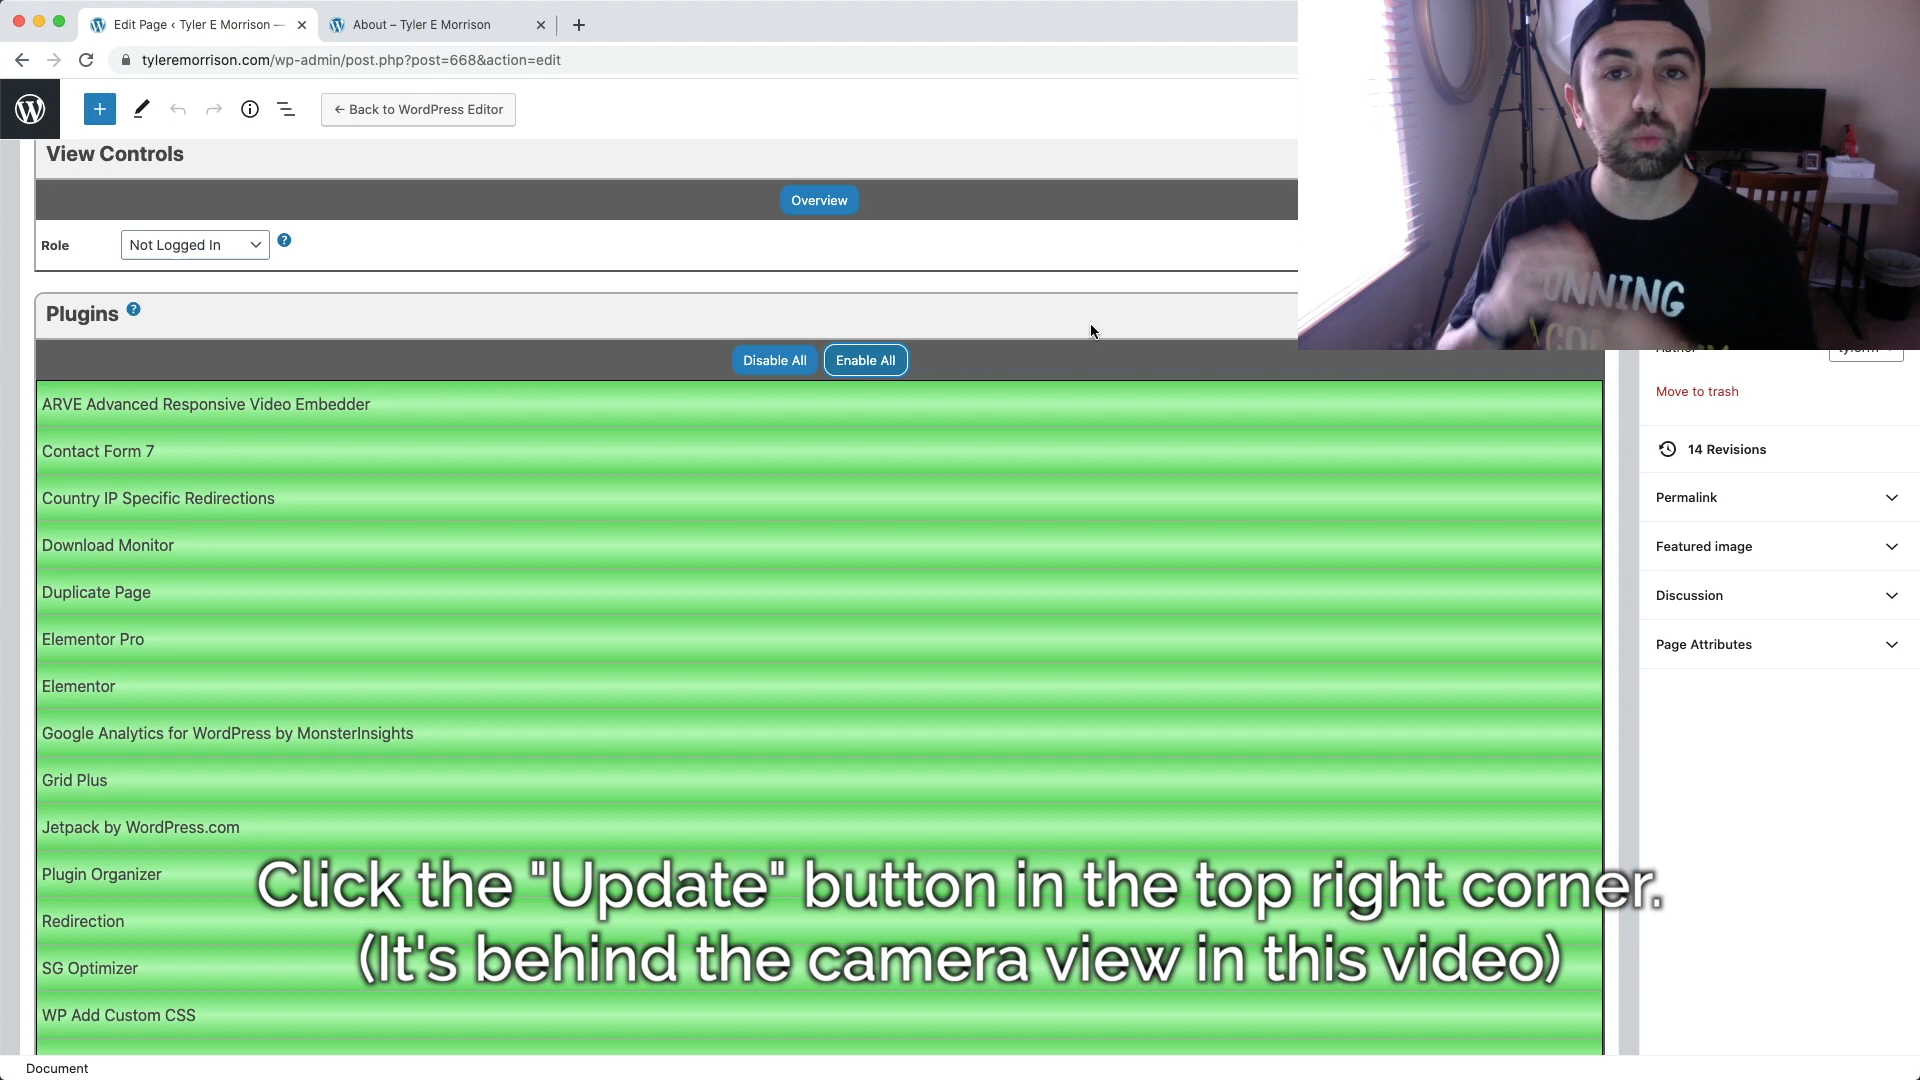 Edit Page ‹ Tyler E Morrison —
About – Tyler E Morrison
tyleremorrison.com/wp-admin/post.php?post=668&action=edit
← Back to WordPress Editor
View Controls
Overview
Role
Not Logged In
Plugins
Disable All
Enable All
ARVE Advanced Responsive Video Embedder
Contact Form 7
Country IP Specific Redirections
Download Monitor
Duplicate Page
Elementor Pro
Elementor
Google Analytics for WordPress by MonsterInsights
Grid Plus
Jetpack by WordPress.com
Plugin Organizer
Redirection
SG Optimizer
WP Add Custom CSS
Document
Move to trash
14 Revisions
Permalink
Featured image
Discussion
Page Attributes
Click the "Update" button in the top right corner.
(It's behind the camera view in this video)